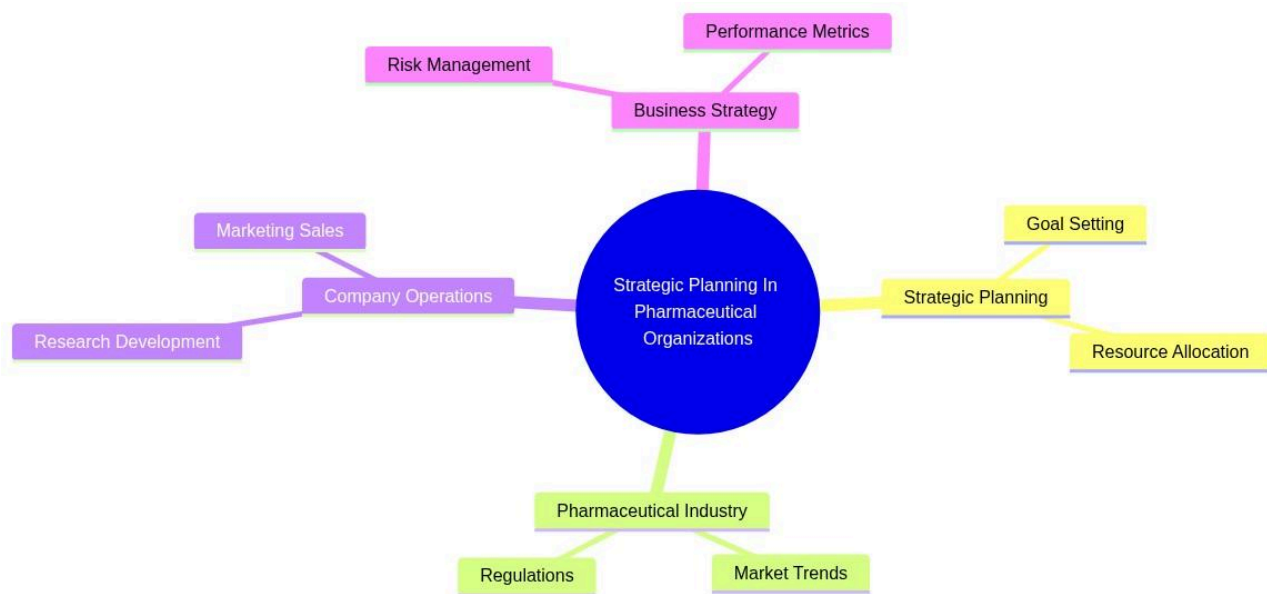 Performance Metrics
Risk Management
Business Strategy
Marketing Sales
Company Operations
Research Development
Strategic Planning In
Pharmaceutical
Organizations
Goal Setting
Strategic Planning
Resource Allocation
Pharmaceutical Industry
Regulations
Market Trends